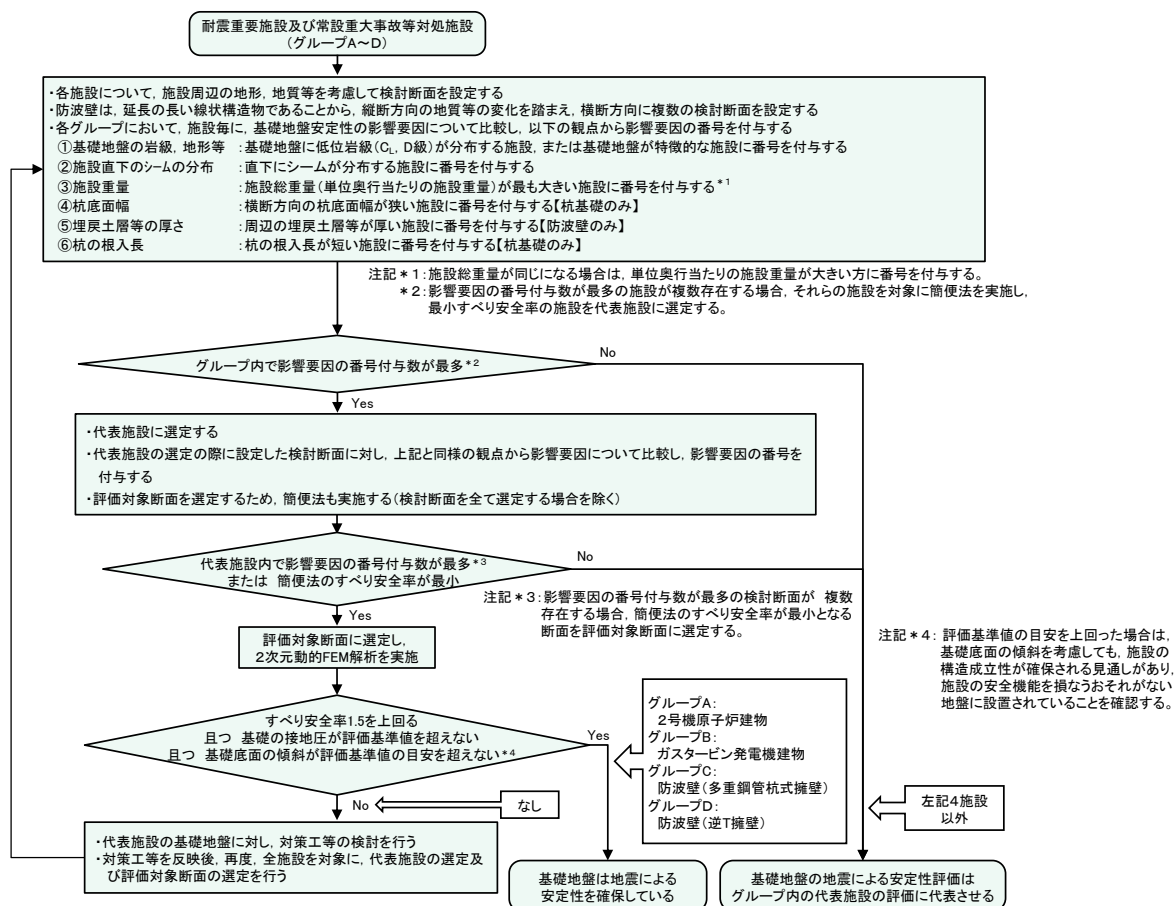 耐震重要施設及び常設重大事故等対処施設
(グループA～D)
・各施設について，施設周辺の地形，地質等を考慮して検討断面を設定する
・防波壁は，延長の長い線状構造物であることから，縦断方向の地質等の変化を踏まえ，横断方向に複数の検討断面を設定する
・各グループにおいて，施設毎に，基礎地盤安定性の影響要因について比較し，以下の観点から影響要因の番号を付与する
①基礎地盤の岩級，地形等 ：基礎地盤に低位岩級(CL，D級)が分布する施設，または基礎地盤が特徴的な施設に番号を付与する
②施設直下のシームの分布 ：直下にシームが分布する施設に番号を付与する
③施設重量 ：施設総重量(単位奥行当たりの施設重量)が最も大きい施設に番号を付与する*1
④杭底面幅 ：横断方向の杭底面幅が狭い施設に番号を付与する【杭基礎のみ】
⑤埋戻土層等の厚さ ：周辺の埋戻土層等が厚い施設に番号を付与する【防波壁のみ】
⑥杭の根入長 ：杭の根入長が短い施設に番号を付与する【杭基礎のみ】
注記＊1：施設総重量が同じになる場合は，単位奥行当たりの施設重量が大きい方に番号を付与する。
＊2：影響要因の番号付与数が最多の施設が複数存在する場合，それらの施設を対象に簡便法を実施し，
最小すべり安全率の施設を代表施設に選定する。
グループ内で影響要因の番号付与数が最多*2
No
Yes
・代表施設に選定する
・代表施設の選定の際に設定した検討断面に対し，上記と同様の観点から影響要因について比較し，影響要因の番号を
付与する
・評価対象断面を選定するため，簡便法も実施する(検討断面を全て選定する場合を除く)
代表施設内で影響要因の番号付与数が最多*3
または 簡便法のすべり安全率が最小
No
Yes
注記＊3：影響要因の番号付与数が最多の検討断面が 複数
存在する場合，簡便法のすべり安全率が最小となる
断面を評価対象断面に選定する。
評価対象断面に選定し，
2次元動的FEM解析を実施
注記＊4： 評価基準値の目安を上回った場合は，
基礎底面の傾斜を考慮しても，施設の
構造成立性が確保される見通しがあり，
施設の安全機能を損なうおそれがない
地盤に設置されていることを確認する。
すべり安全率1.5を上回る
且つ 基礎の接地圧が評価基準値を超えない
且つ 基礎底面の傾斜が評価基準値の目安を超えない*4
Yes
グループA：
2号機原子炉建物
グループB：
ガスタービン発電機建物
グループC：
防波壁(多重鋼管杭式擁壁)
グループD：
防波壁(逆T擁壁)
左記4施設
以外
No
なし
・代表施設の基礎地盤に対し，対策工等の検討を行う
・対策工等を反映後，再度，全施設を対象に，代表施設の選定及
び評価対象断面の選定を行う
基礎地盤は地震による
安定性を確保している
基礎地盤の地震による安定性評価は
グループ内の代表施設の評価に代表させる